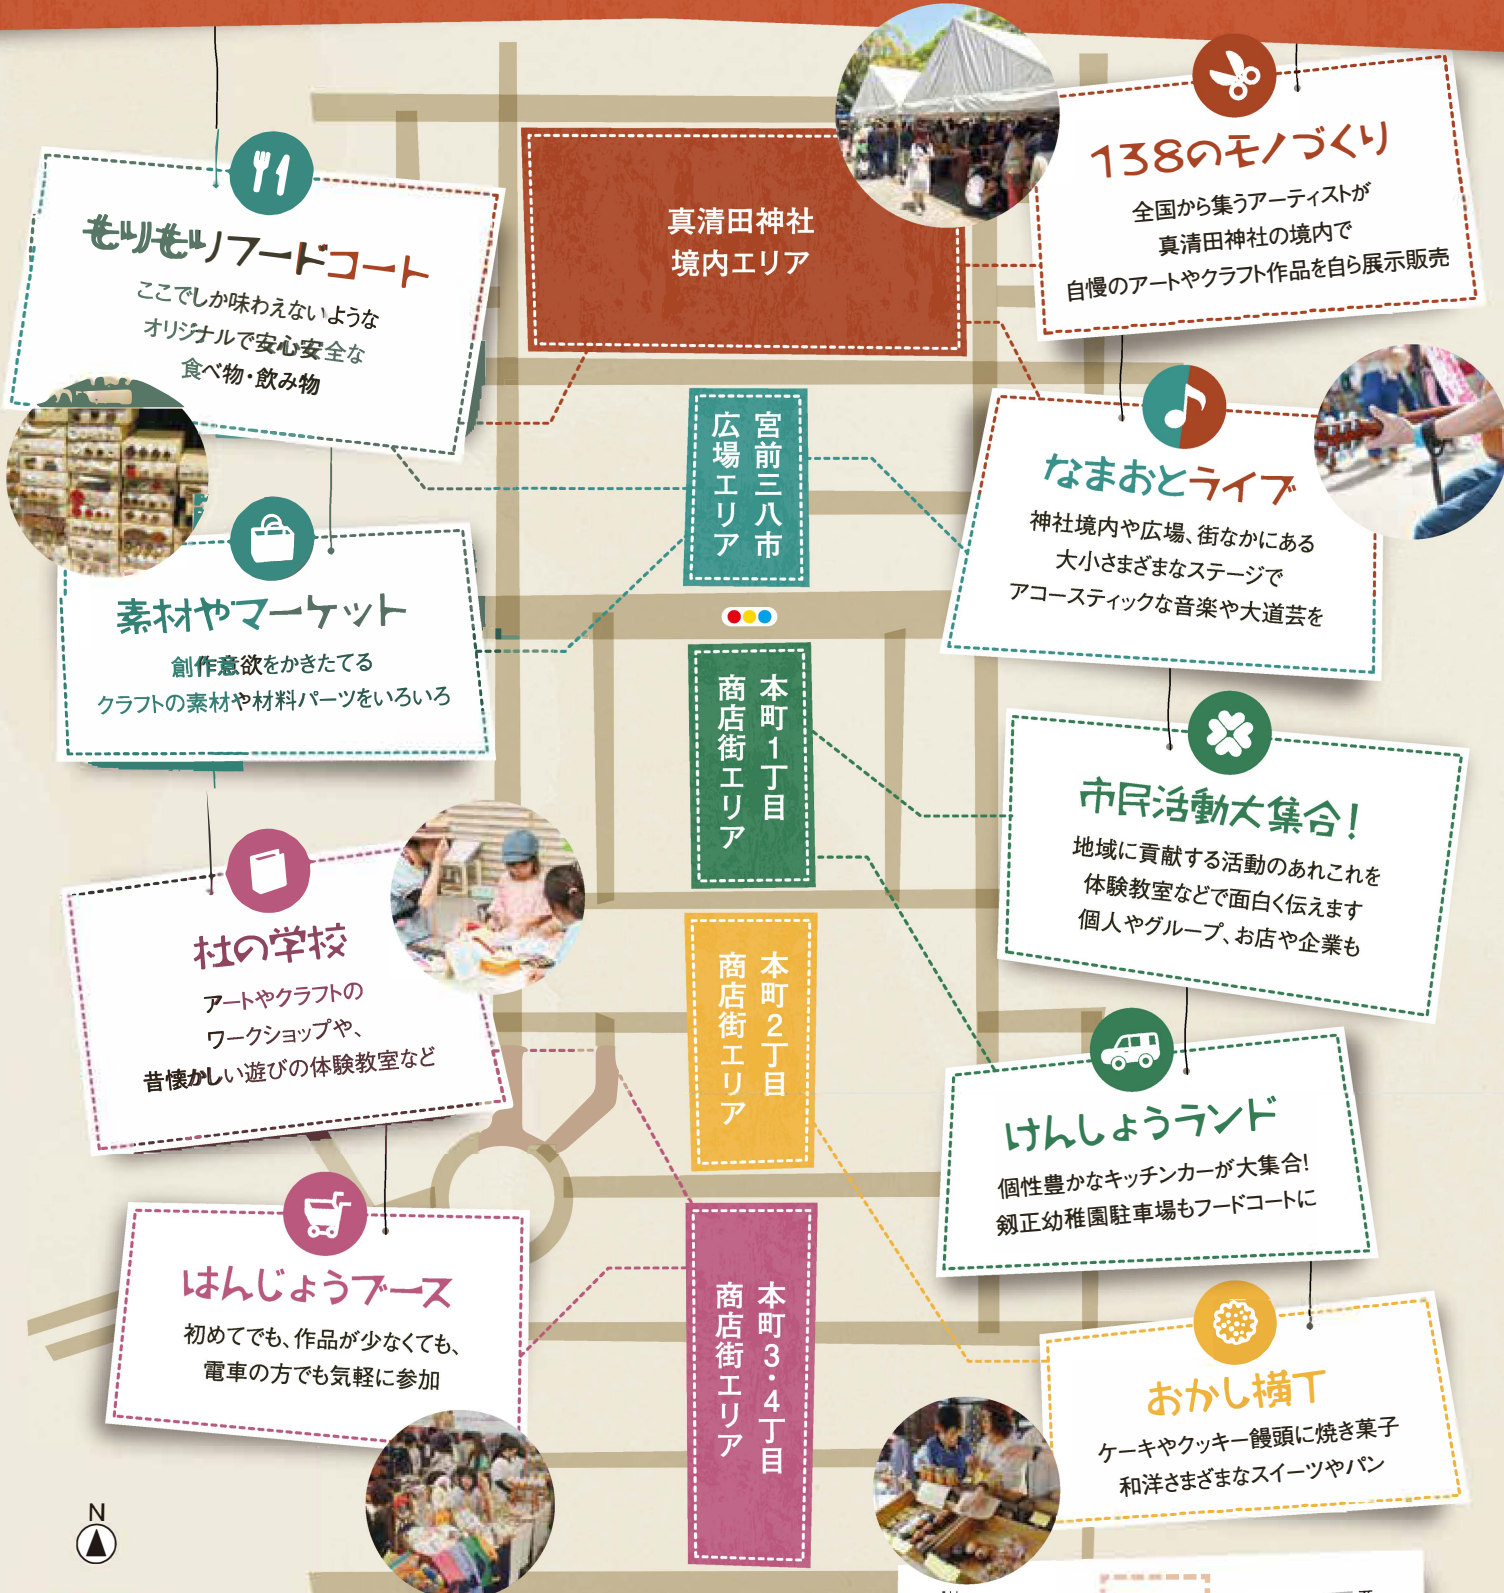 真清田神社
境内エリア
138のモノづくり
全国から集うアーティストが
真清田神社の境内で
自慢のアートやクラフト作品を自ら展示販売
もりもりフードコート
ここでしか味わえないような
オリジナルで安心安全な
食べ物・飲み物
宮前三八市
広場エリア
なまおとライブ
神社境内や広場、街なかにある
大小さまざまなステージで
アコースティックな音楽や大道芸を
素材やマーケット
創作意欲をかきたてる
クラフトの素材や材料パーツをいろいろ
本町1丁目
商店街エリア
市民活動大集合!
地域に貢献する活動のあれこれを
体験教室などで面白く伝えます
個人やグループ、お店や企業も
杜の学校
アートやクラフトの
ワークショップや、
昔懐かしい遊びの体験教室など
本町2丁目
商店街エリア
けんしょうランド
個性豊かなキッチンカーが大集合!
剱正幼稚園駐車場もフードコートに
はんじょうブース
初めてでも、作品が少なくても、
電車の方でも気軽に参加
本町3・4丁目
商店街エリア
おかし横丁
ケーキやクッキー饅頭に焼き菓子
和洋さまざまなスイーツやパン
N